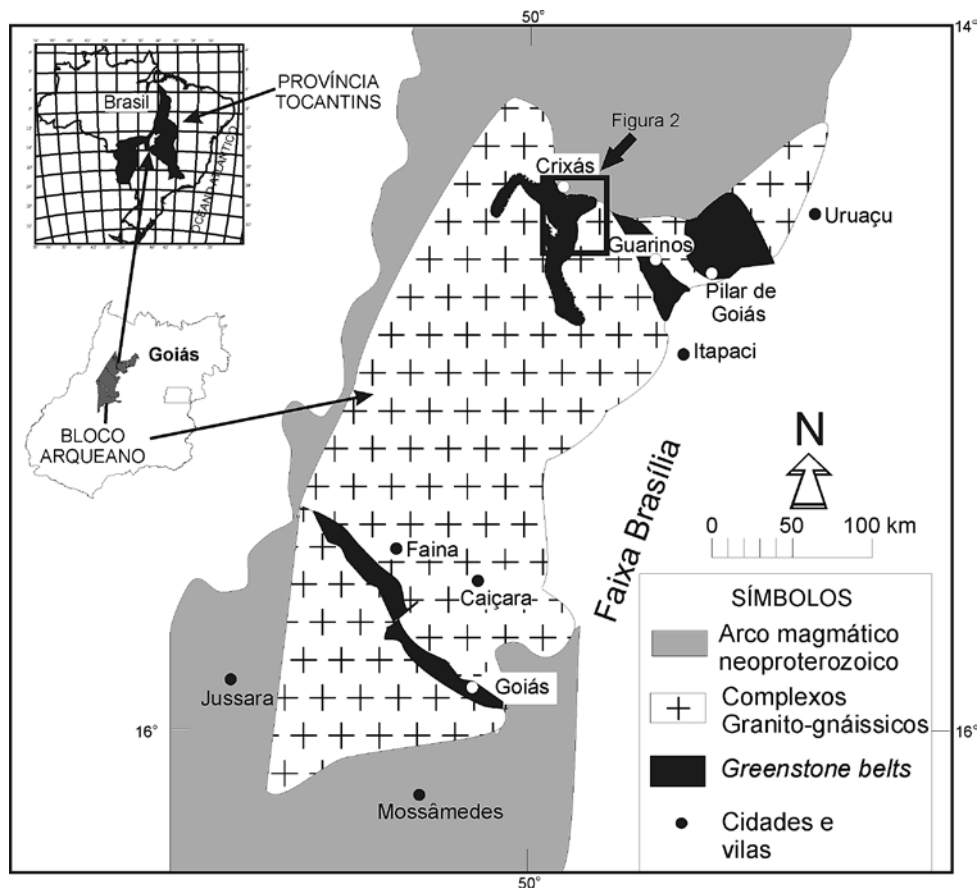 50°
14°
PROVÍNCIA
TOCANTINS
Brasil
OCEANO ATLÂNTICO
Figura 2
Crixás
Uruaçu
Guarinos
Pilar de
Goiás
Itapaci
Goiás
BLOCO
ARQUEANO
N
0 50 100 km
Faixa Brasília
Faina
Caiçara
SÍMBOLOS
Arco magmático
neoproterozoico
Complexos
Granito-gnáissicos
Greenstone belts
Cidades e
vilas
Goiás
Jussara
16°
16°
Mossâmedes
50°